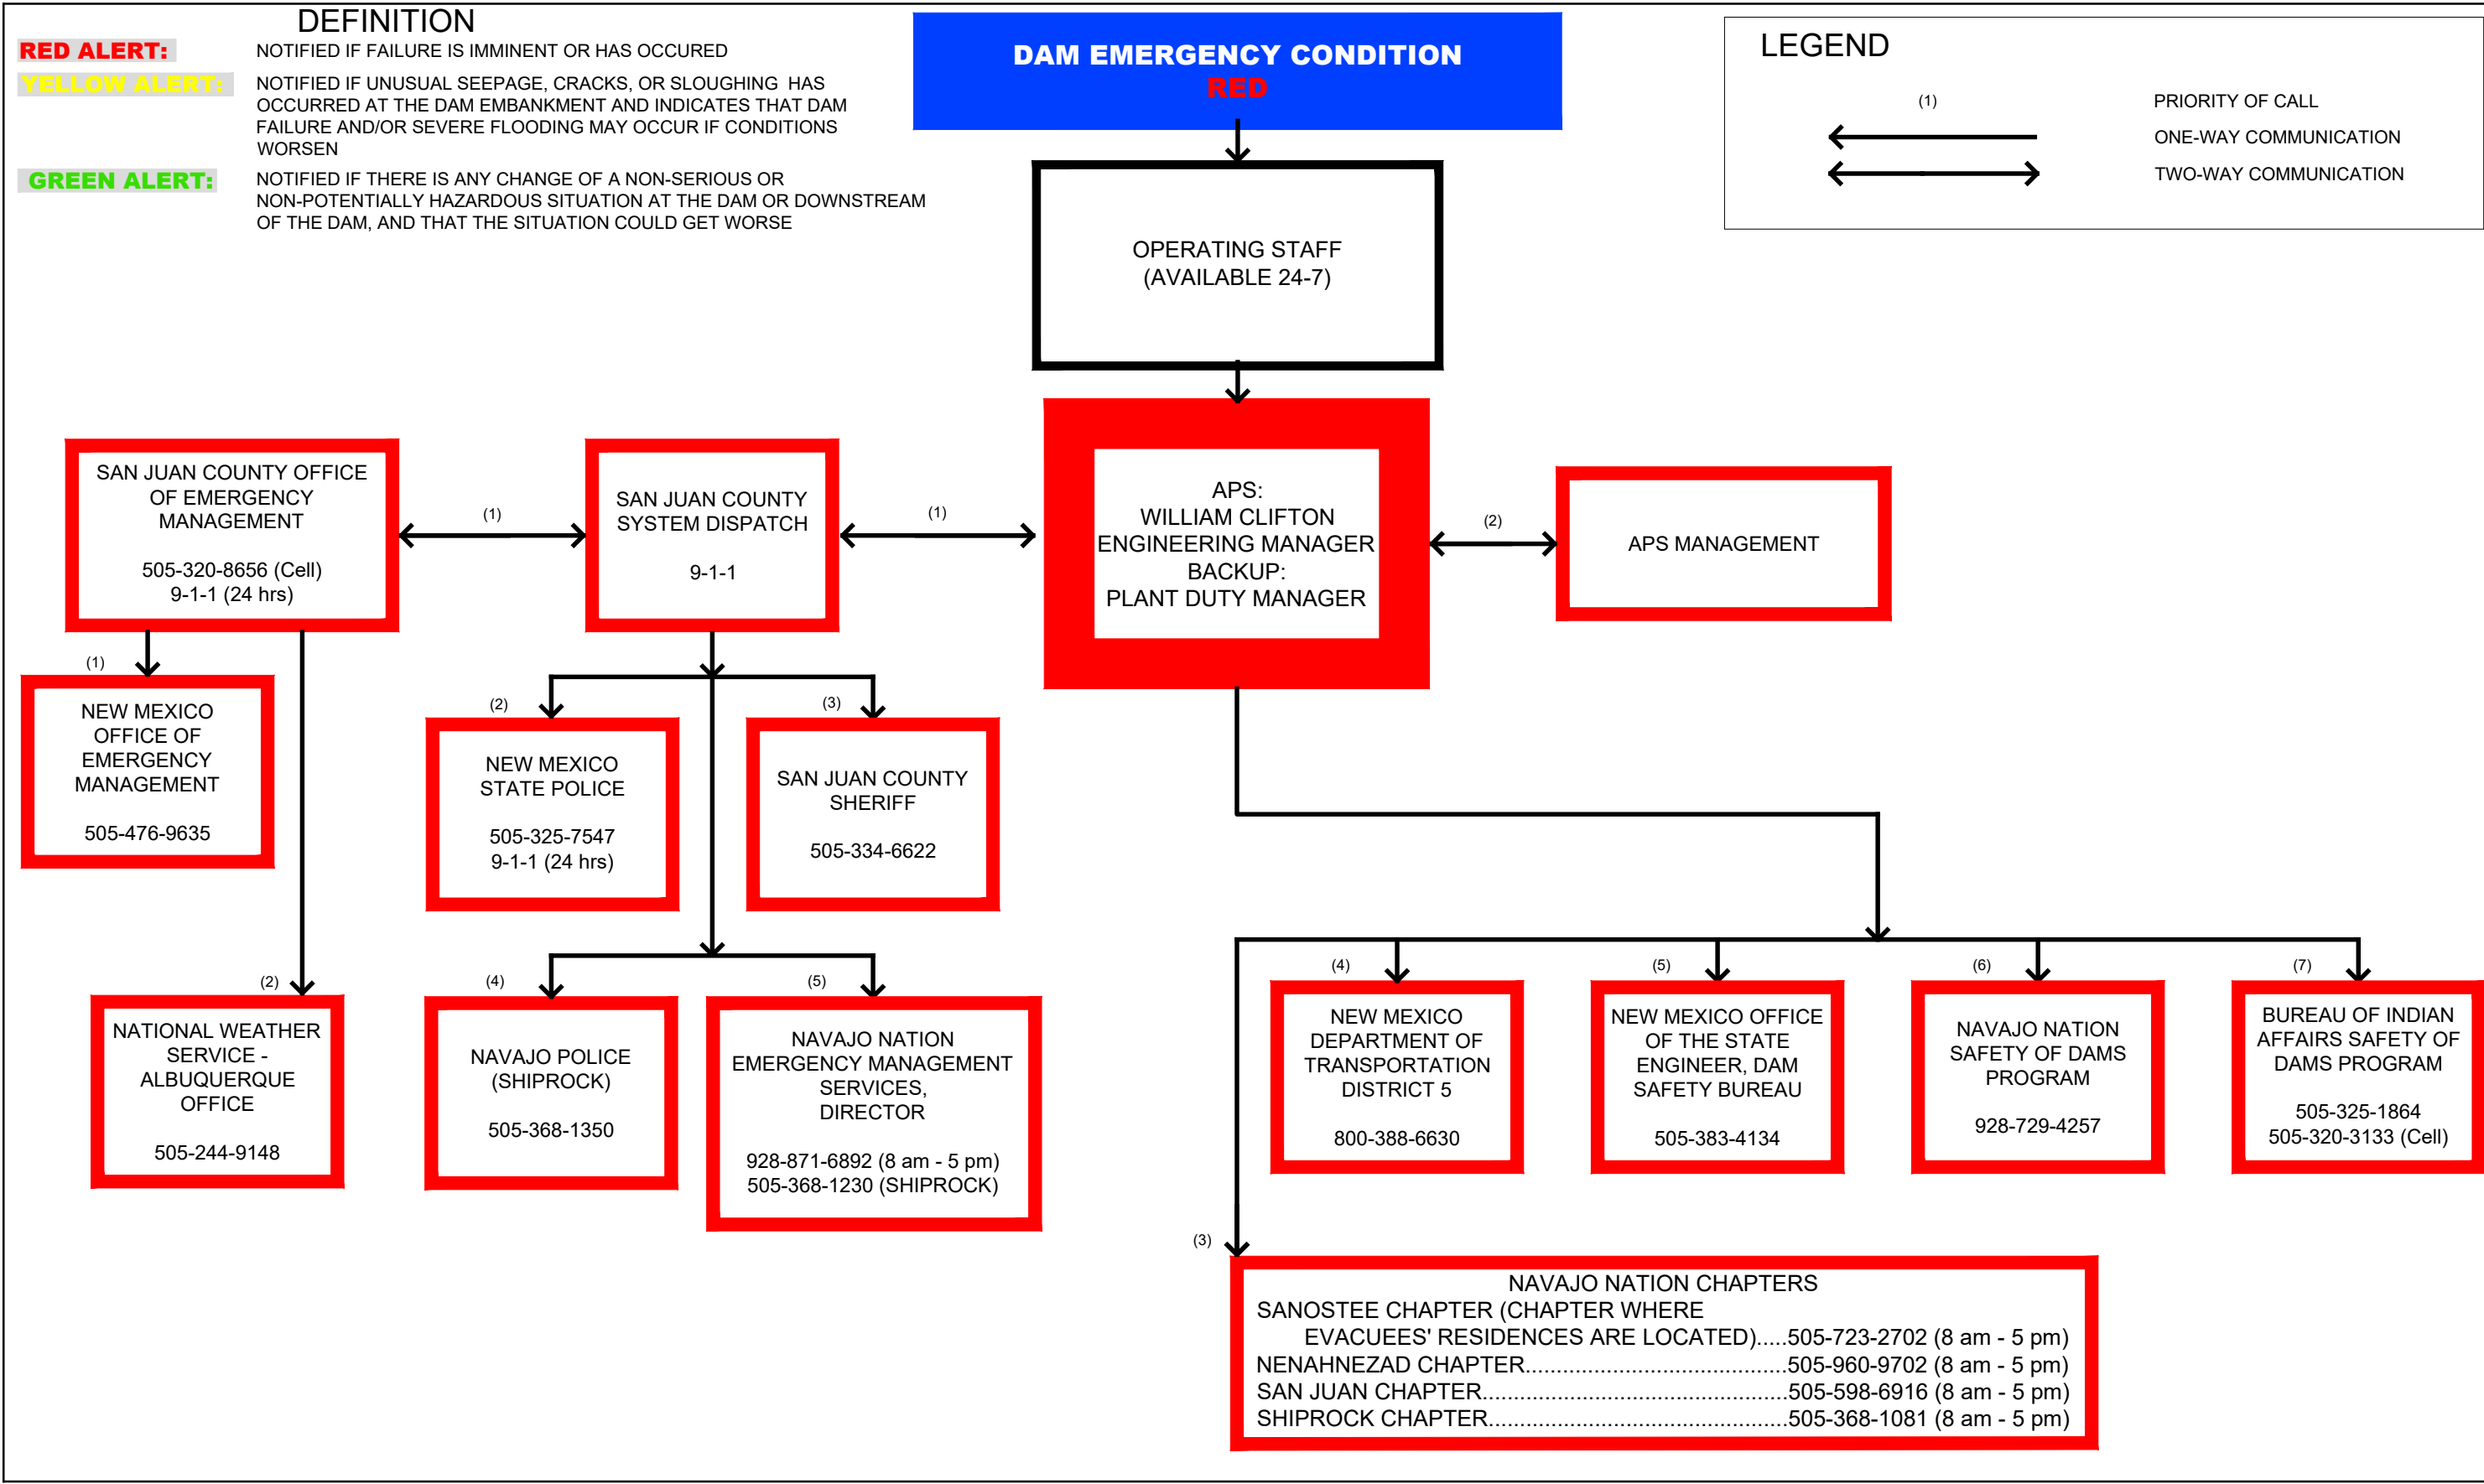 DEFINITION
RED ALERT:
NOTIFIED IF FAILURE IS IMMINENT OR HAS OCCURED
YELLOW ALERT:
NOTIFIED IF UNUSUAL SEEPAGE, CRACKS, OR SLOUGHING HAS
OCCURRED AT THE DAM EMBANKMENT AND INDICATES THAT DAM
FAILURE AND/OR SEVERE FLOODING MAY OCCUR IF CONDITIONS
WORSEN
GREEN ALERT:
NOTIFIED IF THERE IS ANY CHANGE OF A NON-SERIOUS OR
NON-POTENTIALLY HAZARDOUS SITUATION AT THE DAM OR DOWNSTREAM
OF THE DAM, AND THAT THE SITUATION COULD GET WORSE
DAM EMERGENCY CONDITION
RED
LEGEND
(1)
PRIORITY OF CALL
ONE-WAY COMMUNICATION
TWO-WAY COMMUNICATION
OPERATING STAFF
(AVAILABLE 24-7)
SAN JUAN COUNTY OFFICE
OF EMERGENCY
MANAGEMENT
505-320-8656 (Cell)
9-1-1 (24 hrs)
(1)
SAN JUAN COUNTY
SYSTEM DISPATCH
9-1-1
(1)
APS:
WILLIAM CLIFTON
ENGINEERING MANAGER
BACKUP:
PLANT DUTY MANAGER
(2)
APS MANAGEMENT
(1)
NEW MEXICO
OFFICE OF
EMERGENCY
MANAGEMENT
505-476-9635
(2)
NEW MEXICO
STATE POLICE
505-325-7547
9-1-1 (24 hrs)
(3)
SAN JUAN COUNTY
SHERIFF
505-334-6622
(2)
NATIONAL WEATHER
SERVICE -
ALBUQUERQUE
OFFICE
505-244-9148
(4)
NAVAJO POLICE
(SHIPROCK)
505-368-1350
(5)
NAVAJO NATION
EMERGENCY MANAGEMENT
SERVICES,
DIRECTOR
928-871-6892 (8 am - 5 pm)
505-368-1230 (SHIPROCK)
(4)
NEW MEXICO
DEPARTMENT OF
TRANSPORTATION
DISTRICT 5
800-388-6630
(5)
NEW MEXICO OFFICE
OF THE STATE
ENGINEER, DAM
SAFETY BUREAU
505-383-4134
(6)
NAVAJO NATION
SAFETY OF DAMS
PROGRAM
928-729-4257
(7)
BUREAU OF INDIAN
AFFAIRS SAFETY OF
DAMS PROGRAM
505-325-1864
505-320-3133 (Cell)
(3)
NAVAJO NATION CHAPTERS
SANOSTEE CHAPTER (CHAPTER WHERE
EVACUEES' RESIDENCES ARE LOCATED).....505-723-2702 (8 am - 5 pm)
NENAHNEZAD CHAPTER..........................................505-960-9702 (8 am - 5 pm)
SAN JUAN CHAPTER.................................................505-598-6916 (8 am - 5 pm)
SHIPROCK CHAPTER................................................505-368-1081 (8 am - 5 pm)